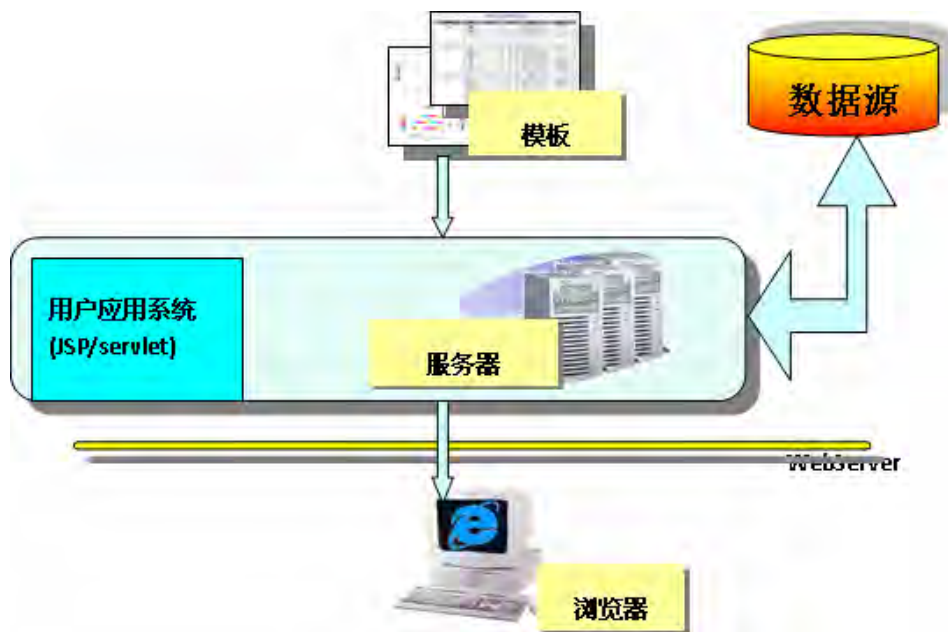 模板
数据源
用户应用系统
(JSP/servlet)
服务器
WebServer
浏览器